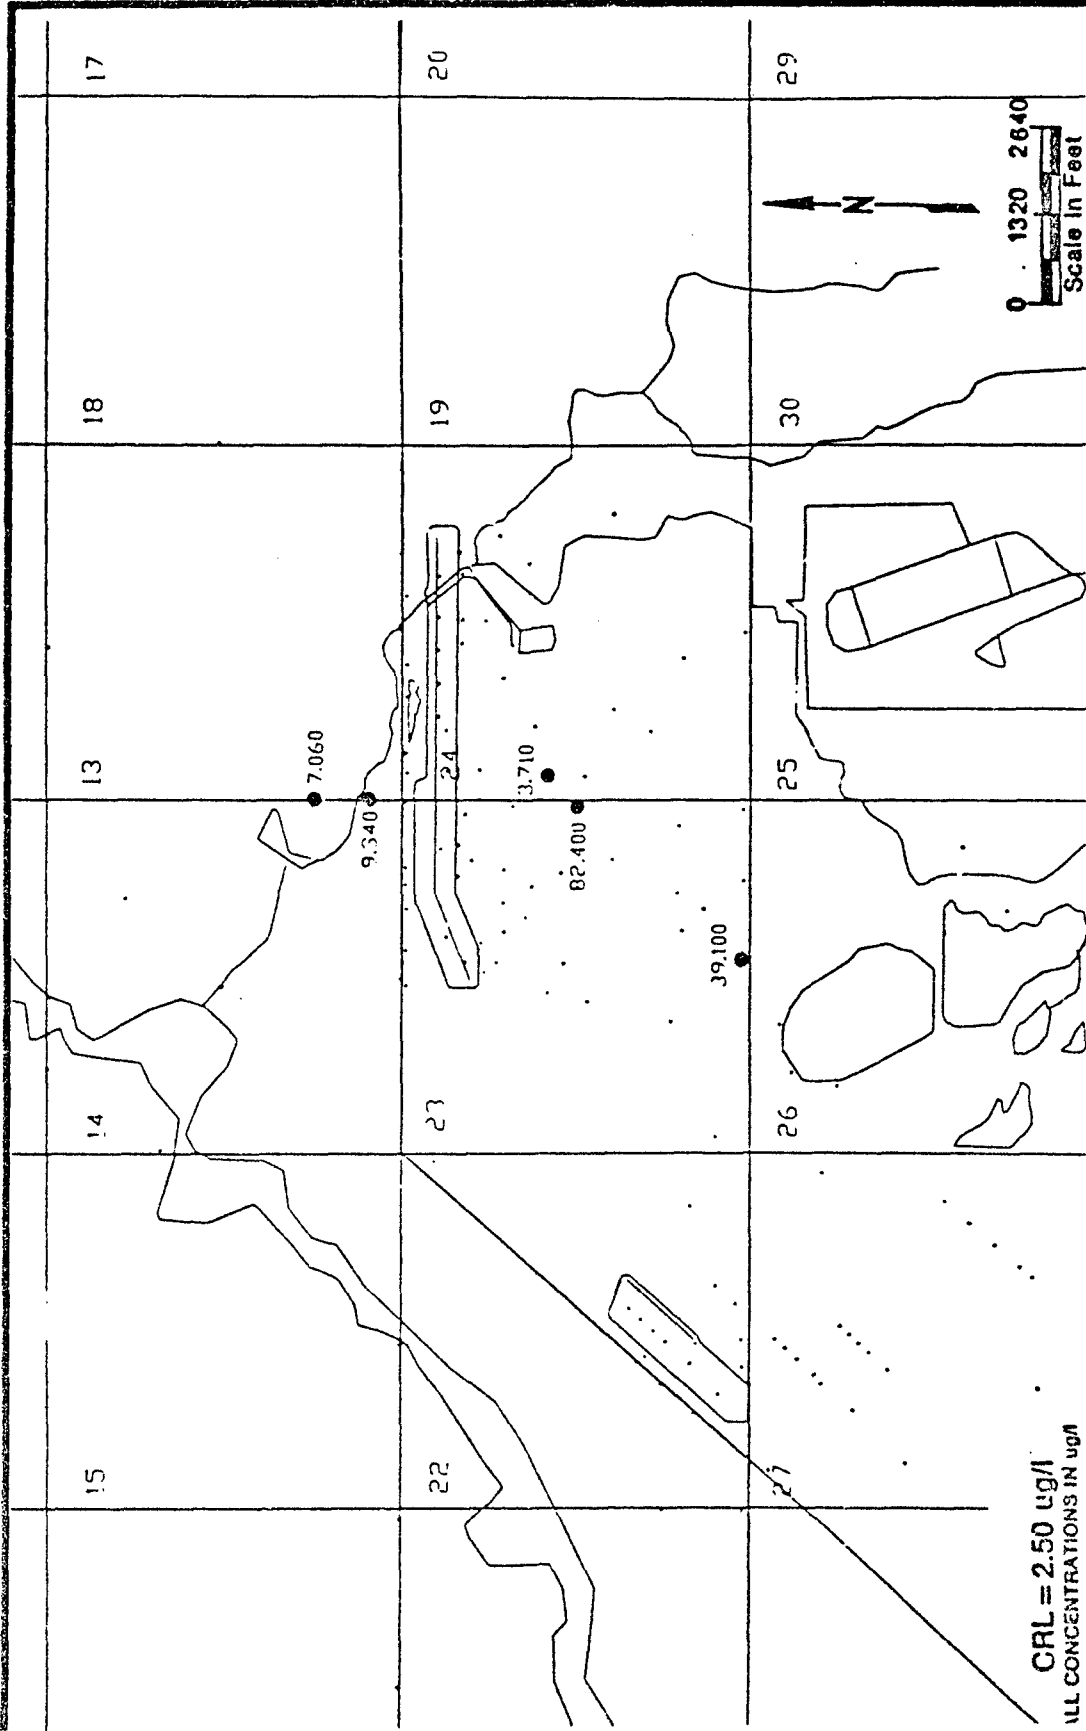 15 14 13 18 17
7.060
9.340
22 23 24 19 20
3.710
82.400
39.100
27 26 25 30 29
N
0 1320 2640
Scale in Feet
CRL = 2.50 ug/l
ALL CONCENTRATIONS IN ug/l